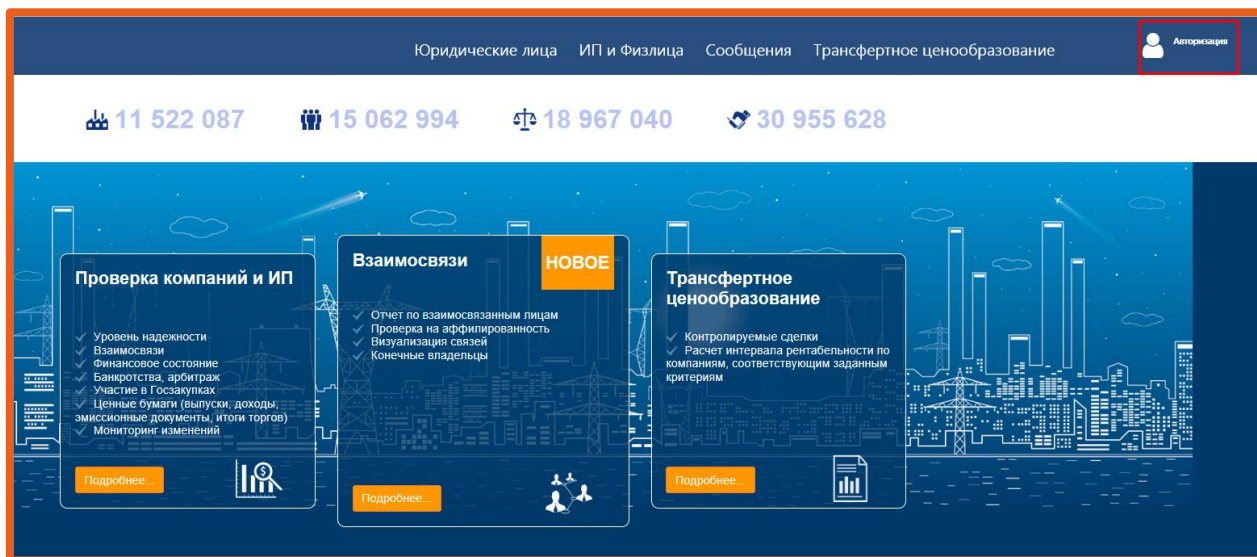 Юридические лица ИП и Физлица Сообщения Трансфертное ценообразование
Авторизация
11 522 087 15 062 994 18 967 040 30 955 628
Проверка компаний и ИП
Уровень надежности
Взаимосвязи
Финансовое состояние
Банкротства, арбитраж
Участие в Госзакупках
Ценные бумаги (выпуски, доходы,
эмиссионные документы, итоги торгов)
Мониторинг изменений
Подробнее...
Взаимосвязи
НОВОЕ
Отчет по взаимосвязанным лицам
Проверка на аффилированность
Визуализация связей
Конечные владельцы
Подробнее...
Трансфертное
ценообразование
Контролируемые сделки
Расчет интервала рентабельности по
компаниям, соответствующим заданным
критериям
Подробнее...